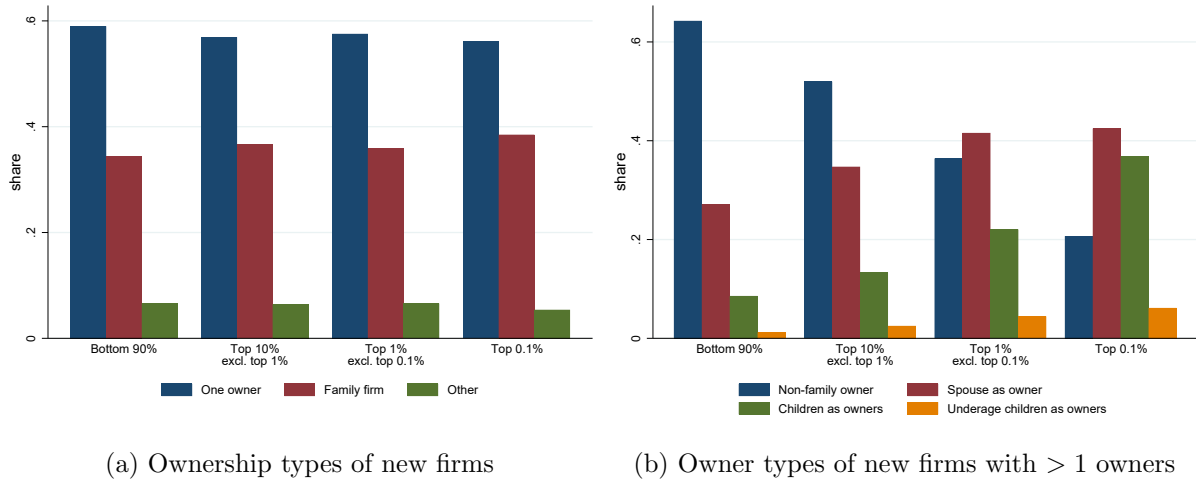 share
.6
.4
.2
0
Bottom 90%
Top 10%
excl. top 1%
Top 1%
excl. top 0.1%
Top 0.1%
One owner
Family firm
Other
(a) Ownership types of new firms
share
.6
.4
.2
0
Bottom 90%
Top 10%
excl. top 1%
Top 1%
excl. top 0.1%
Top 0.1%
Non-family owner
Spouse as owner
Children as owners
Underage children as owners
(b) Owner types of new firms with > 1 owners